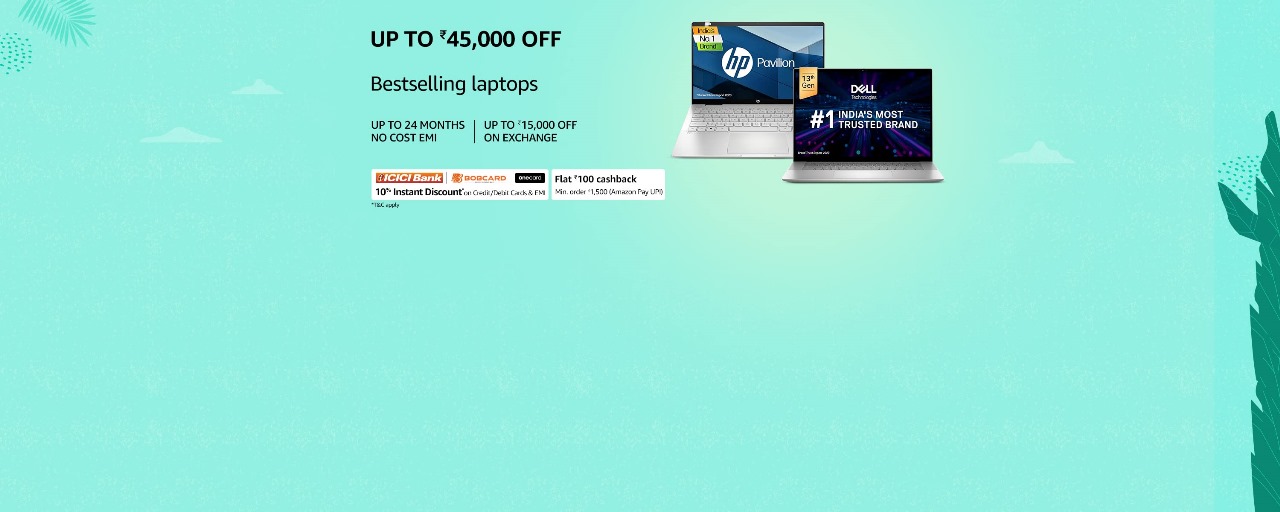 UP TO ₹45,000 OFF
Bestselling laptops
UP TO 24 MONTHS
NO COST EMI
UP TO ₹15,000 OFF
ON EXCHANGE
ICICI Bank BOBCARD onecard
10%* Instant Discount* on Credit/Debit Cards & EMI
Flat ₹100 cashback
Min. order ₹1,500 (Amazon Pay UPI)
*T&C apply
India's
No.1
Brand
hp Pavilion
hp
13th
Gen
DELL
Technologies
#1 INDIA'S MOST
TRUSTED BRAND